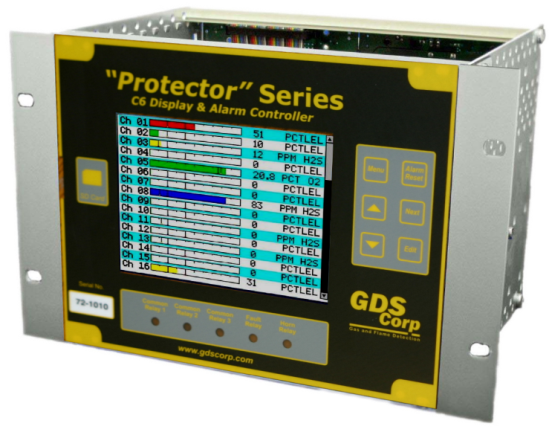 "Protector" Series
C6 Display & Alarm Controller
Ch 01 51 PCTLEL
Ch 02 10 PCTLEL
Ch 03 12 PPM H2S
Ch 04 0 PCTLEL
Ch 05 20.8 PCT O2
Ch 06 0 PCTLEL
Ch 07 0 PCTLEL
Ch 08 83 PPM H2S
Ch 09 0 PCTLEL
Ch 10 0 PCTLEL
Ch 11 0 PPM H2S
Ch 12 0 PCTLEL
Ch 13 0 PPM H2S
Ch 14 0 PCTLEL
Ch 15 31 PCTLEL
Ch 16
Menu
Alarm Reset
Next
Edit
Serial No.
72-1010
Common Relay 1
Common Relay 2
Common Relay 3
Fault Relay
Horn Relay
GDS
Corp
Gas and Flame Detection
www.gdscorp.com